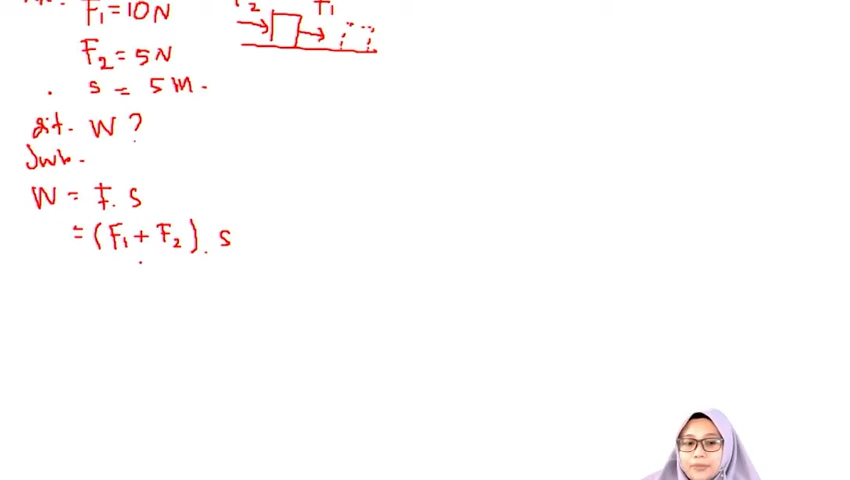 F₁ = 10 N
F₂ F₁
F₂ = 5 N
s = 5 m.
dit. W ?
Jwb.
W = F. s
= (F₁ + F₂) . s